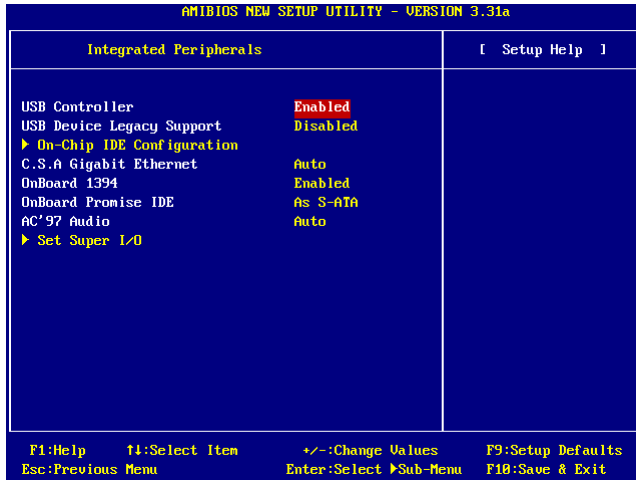 AMIBIOS NEW SETUP UTILITY - VERSION 3.31a
Integrated Peripherals
[ Setup Help ]
USB Controller Enabled
USB Device Legacy Support Disabled
▶ On-Chip IDE Configuration
C.S.A Gigabit Ethernet Auto
OnBoard 1394 Enabled
OnBoard Promise IDE As S-ATA
AC'97 Audio Auto
▶ Set Super I/O
F1:Help ↑↓:Select Item +/-:Change Values F9:Setup Defaults
Esc:Previous Menu Enter:Select ▶Sub-Menu F10:Save & Exit